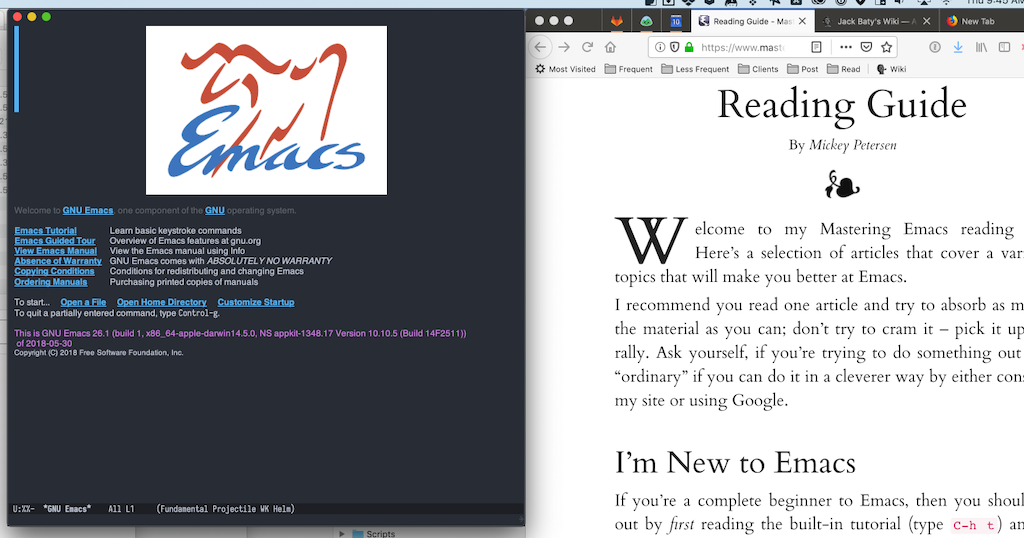 Thu 9:45 AM
Emacs
Welcome to GNU Emacs, one component of the GNU operating system.
Emacs Tutorial Learn basic keystroke commands
Emacs Guided Tour Overview of Emacs features at gnu.org
View Emacs Manual View the Emacs manual using Info
Absence of Warranty GNU Emacs comes with ABSOLUTELY NO WARRANTY
Copying Conditions Conditions for redistributing and changing Emacs
Ordering Manuals Purchasing printed copies of manuals
To start... Open a File Open Home Directory Customize Startup
To quit a partially entered command, type Control-g.
This is GNU Emacs 26.1 (build 1, x86_64-apple-darwin14.5.0, NS appkit-1348.17 Version 10.10.5 (Build 14F2511))
of 2018-05-30
Copyright (C) 2018 Free Software Foundation, Inc.
U:%%- *GNU Emacs* All L1 (Fundamental Projectile WK Helm)
Scripts
10
Reading Guide - Mas
Jack Baty's Wiki — A
New Tab
https://www.maste
Most Visited Frequent Less Frequent Clients Post Read Wiki
Reading Guide
By Mickey Petersen
Welcome to my Mastering Emacs reading
Here's a selection of articles that cover a vari
topics that will make you better at Emacs.
I recommend you read one article and try to absorb as m
the material as you can; don't try to cram it – pick it up
rally. Ask yourself, if you're trying to do something out
“ordinary” if you can do it in a cleverer way by either cons
my site or using Google.
I'm New to Emacs
If you're a complete beginner to Emacs, then you shoul
out by first reading the built-in tutorial (type C-h t) an